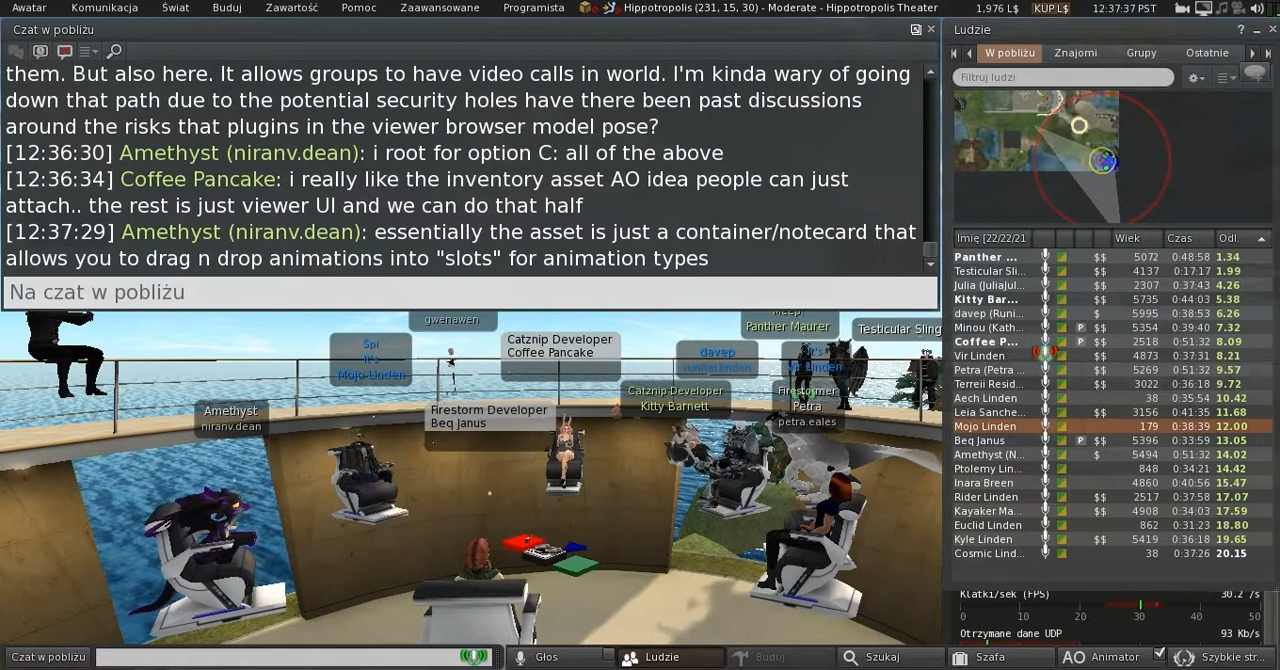 Awatar Komunikacja Świat Buduj Zawartość Pomoc Zaawansowane Programista Hippotropolis (231, 15, 30) - Moderate - Hippotropolis Theater 1,976 L$ KUP L$ 12:37:37 PST
Czat w pobliżu
them. But also here. It allows groups to have video calls in world. I'm kinda wary of going
down that path due to the potential security holes have there been past discussions
around the risks that plugins in the viewer browser model pose?
[12:36:30] Amethyst (niranv.dean): i root for option C: all of the above
[12:36:34] Coffee Pancake: i really like the inventory asset AO idea people can just
attach.. the rest is just viewer UI and we can do that half
[12:37:29] Amethyst (niranv.dean): essentially the asset is just a container/notecard that
allows you to drag n drop animations into "slots" for animation types
Na czat w pobliżu
gwenawen
Panther Maurer
Testicular Sling
Spi
It's
Mojo Linden
Catznip Developer
Coffee Pancake
davep
runitai.linden
It's
Vir Linden
Catznip Developer
Kitty Barnett
Firestormer
Petra
petra.eales
Amethyst
niranv.dean
Firestorm Developer
Beq Janus
Ludzie
W pobliżu Znajomi Grupy Ostatnie
Filtruj ludzi
Imię [22/22/21 Wiek Czas Odl.
Panther ... $$ 5072 0:48:58 1.34
Testicular Sli... $$ 4137 0:17:17 1.99
Julia (JuliaJul... $$ 2307 0:37:43 4.26
Kitty Bar... $$ 5735 0:44:03 5.38
davep (Runi... $ 5995 0:38:53 6.26
Minou (Kath... P $$ 5354 0:39:40 7.32
Coffee P... P $$ 2518 0:51:32 8.09
Vir Linden $$ 4873 0:37:31 8.21
Petra (Petra ... $$ 5269 0:51:32 9.57
Terreii Resid... $$ 3022 0:36:18 9.72
Aech Linden 38 0:35:54 10.42
Leia Sanche... $$ 3156 0:41:35 11.68
Mojo Linden 179 0:38:39 12.00
Beq Janus P $$ 5396 0:33:59 13.05
Amethyst (N... $ 5494 0:51:32 14.02
Ptolemy Lin... 848 0:34:21 14.42
Inara Breen 4860 0:40:56 15.47
Rider Linden $$ 2517 0:37:58 17.07
Kayaker Ma... $$ 4908 0:34:03 17.59
Euclid Linden 862 0:31:23 18.80
Kyle Linden $$ 5419 0:36:18 19.65
Cosmic Lind... 38 0:37:26 20.15
Klatki/sek (FPS) 30.2 /s
0 10 20 30 40 50
Otrzymane dane UDP 93 Kb/s
Czat w pobliżu Głos Ludzie Buduj Szukaj Szafa AO Animator Szybkie str...